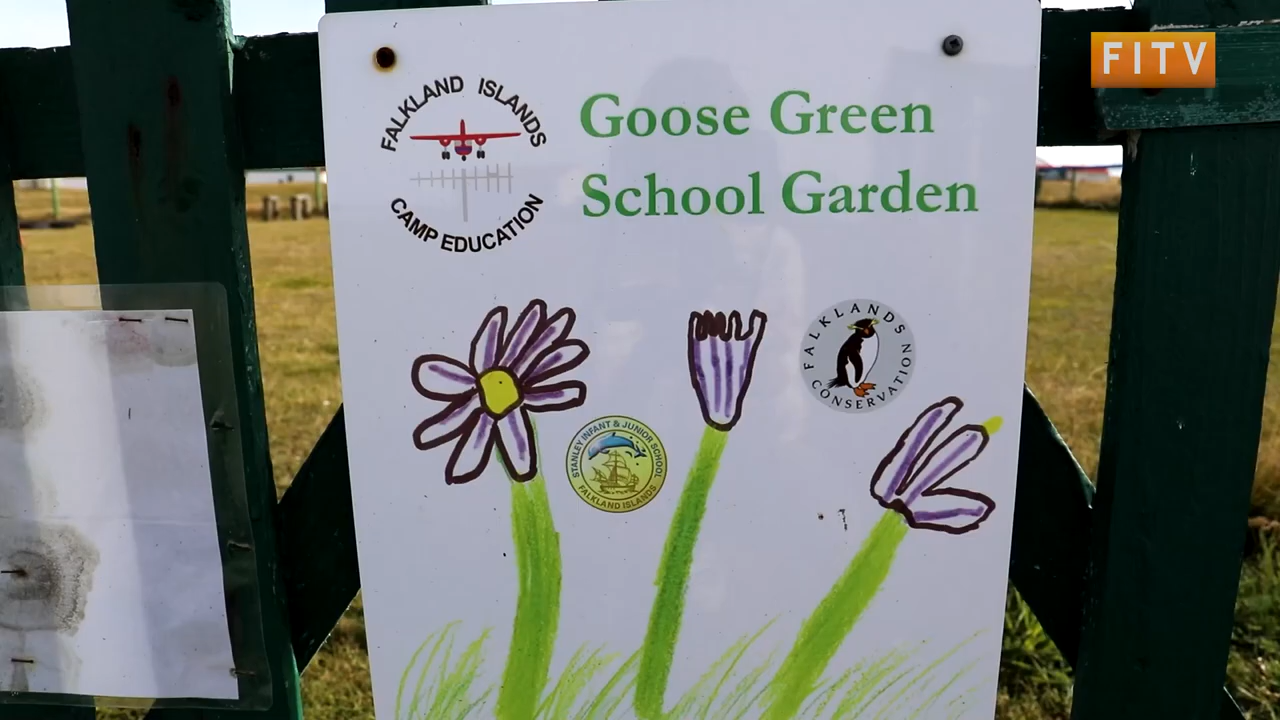 FITV
FALKLAND ISLANDS
CAMP EDUCATION
Goose Green
School Garden
FALKLANDS
CONSERVATION
STANLEY INFANT & JUNIOR SCHOOL
FALKLAND ISLANDS